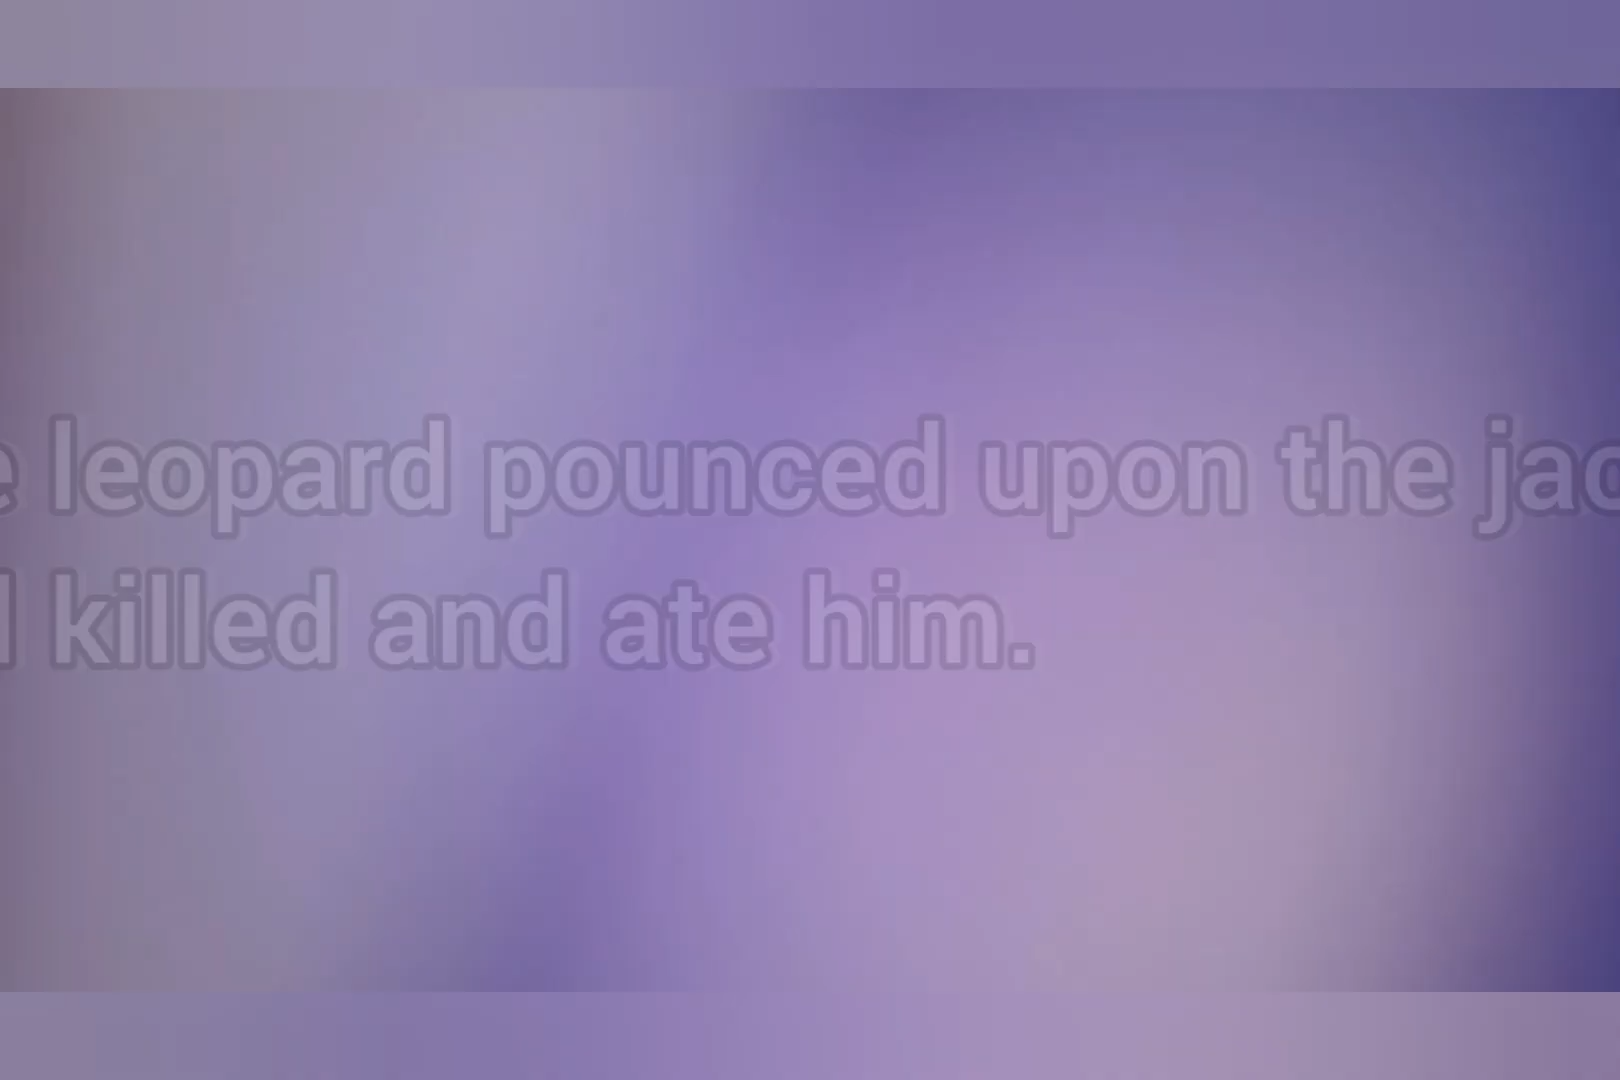 leopard pounced upon the
killed and ate him.